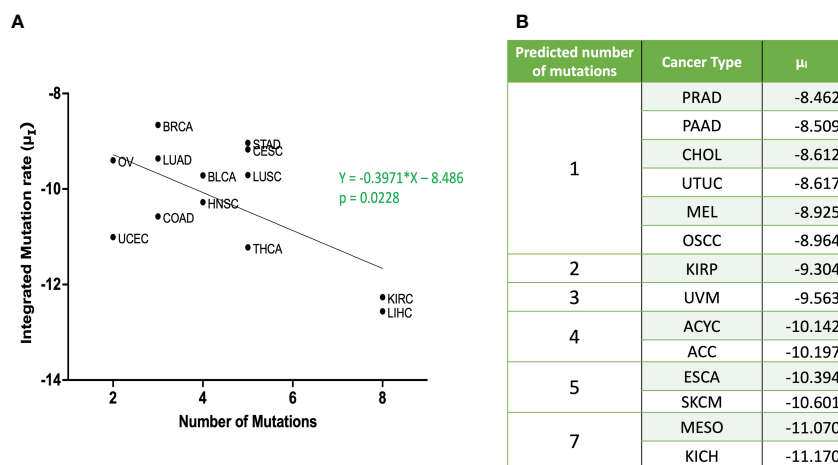 A
Integrated Mutation rate (μI)
-8
-10
-12
-14
BRCA
STAD
CESC
OV
LUAD
BLCA
LUSC
HNSC
COAD
UCEC
THCA
KIRC
LIHC
Y = -0.3971*X – 8.486
p = 0.0228
2
4
6
8
Number of Mutations
B
Predicted number of mutations Cancer Type μI
1 PRAD -8.462
PAAD -8.509
CHOL -8.612
UTUC -8.617
MEL -8.925
OSCC -8.964
2 KIRP -9.304
3 UVM -9.563
4 ACYC -10.142
ACC -10.197
5 ESCA -10.394
SKCM -10.601
7 MESO -11.070
KICH -11.170